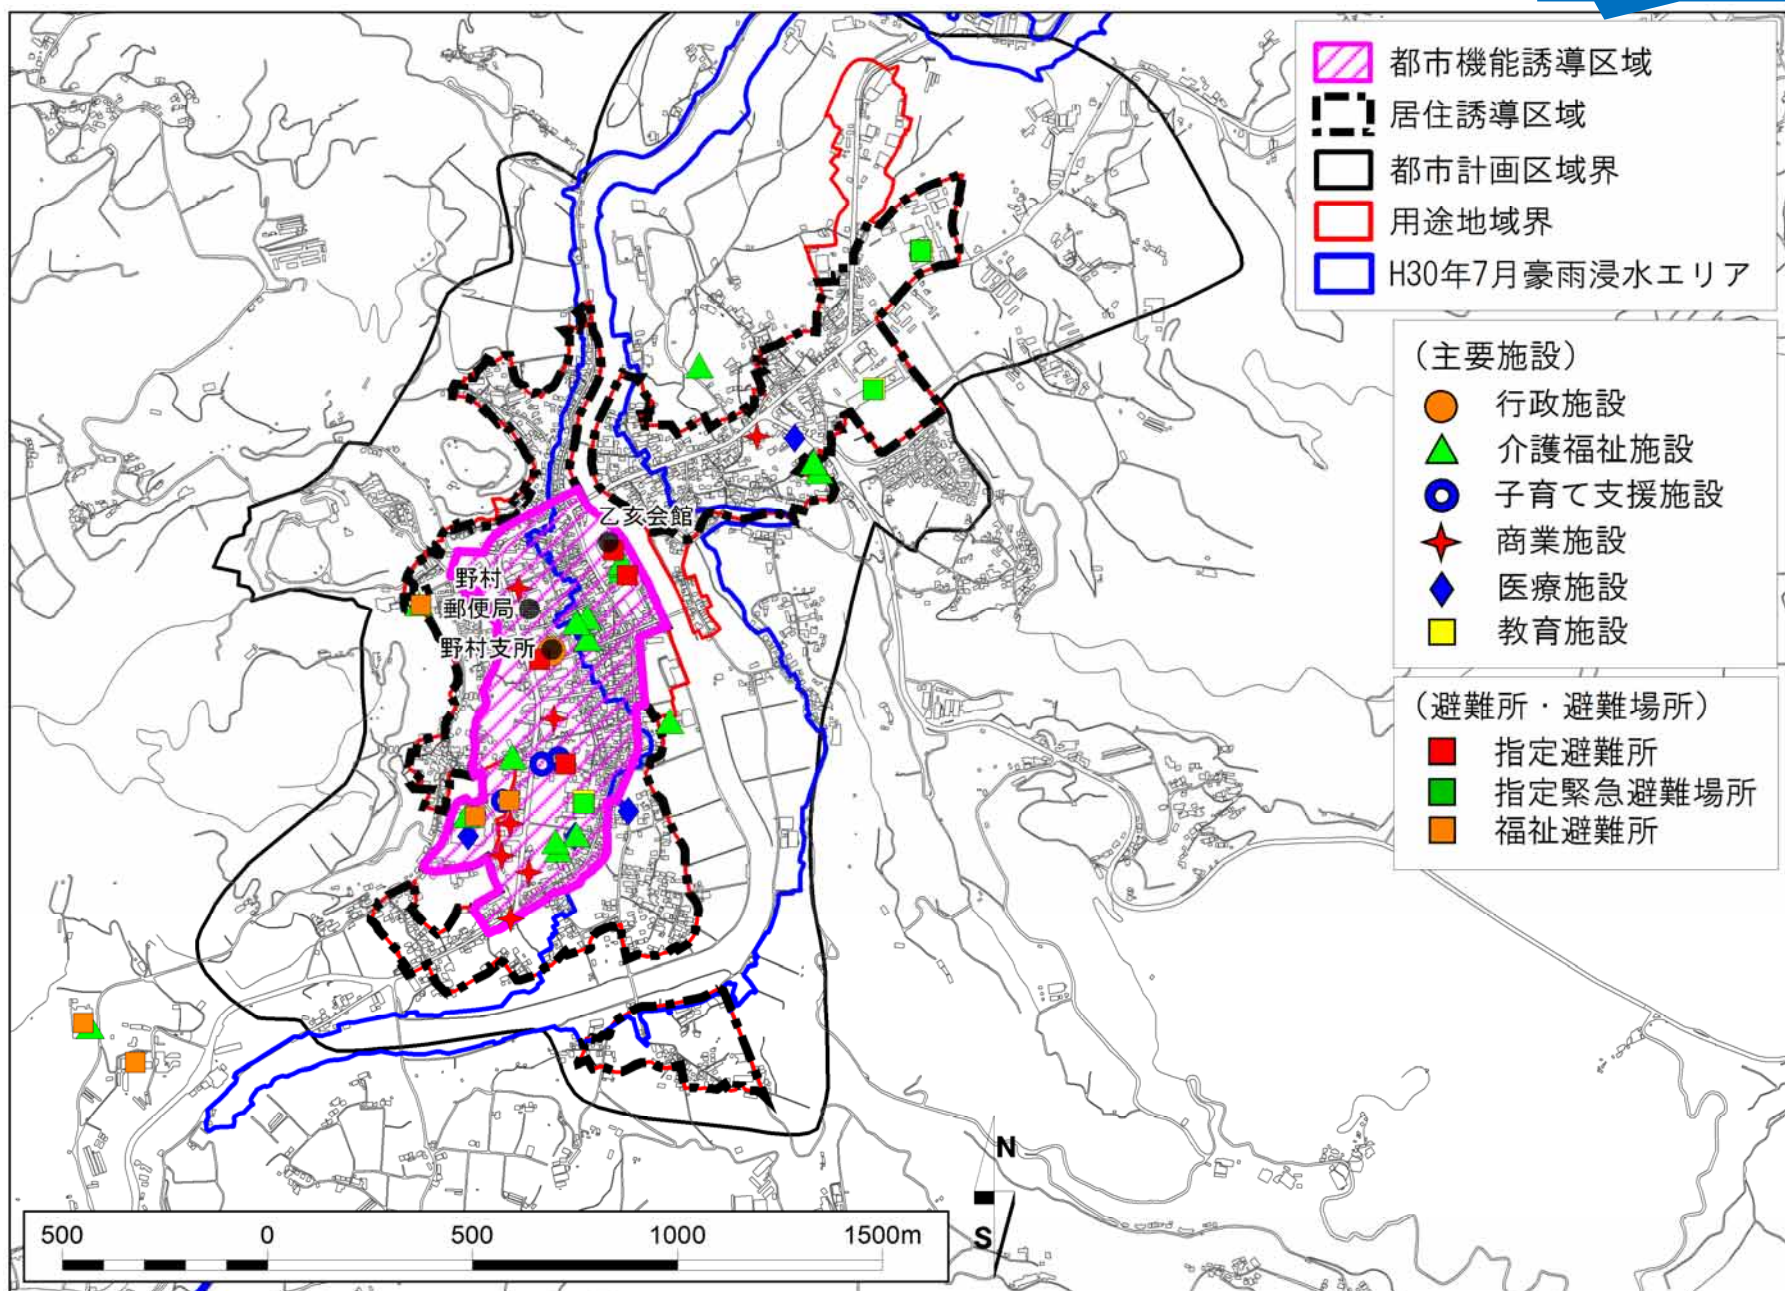 都市機能誘導区域
居住誘導区域
都市計画区域界
用途地域界
H30年7月豪雨浸水エリア
（主要施設）
行政施設
介護福祉施設
子育て支援施設
商業施設
医療施設
教育施設
（避難所・避難場所）
指定避難所
指定緊急避難場所
福祉避難所
乙亥会館
野村
郵便局
野村支所
N
S
500 0 500 1000 1500m